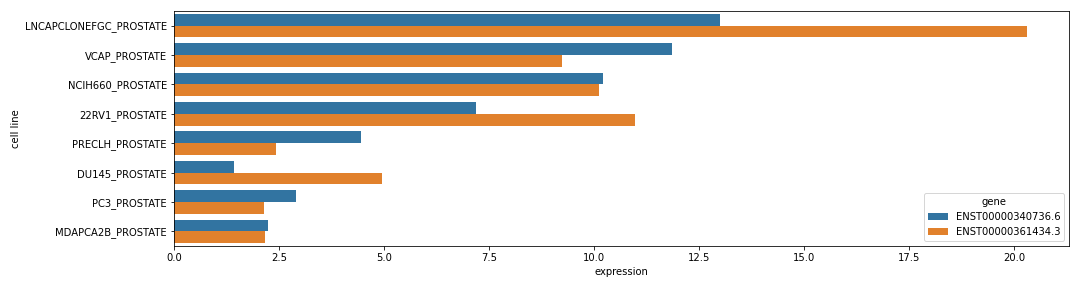 LNCAPCLONEFGC_PROSTATE
VCAP_PROSTATE
NCIH660_PROSTATE
22RV1_PROSTATE
PRECLH_PROSTATE
DU145_PROSTATE
PC3_PROSTATE
MDAPCA2B_PROSTATE
cell line
gene
ENST00000340736.6
ENST00000361434.3
0.0 2.5 5.0 7.5 10.0 12.5 15.0 17.5 20.0
expression